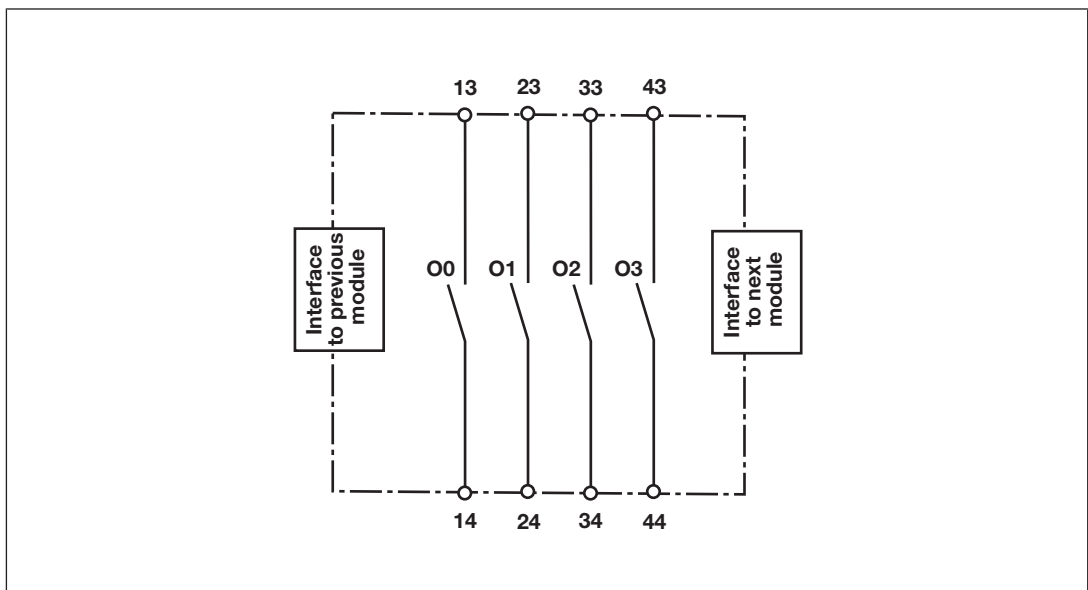 13 23 33 43
Interface
to previous
module
O0 O1 O2 O3
Interface
to next
module
14 24 34 44